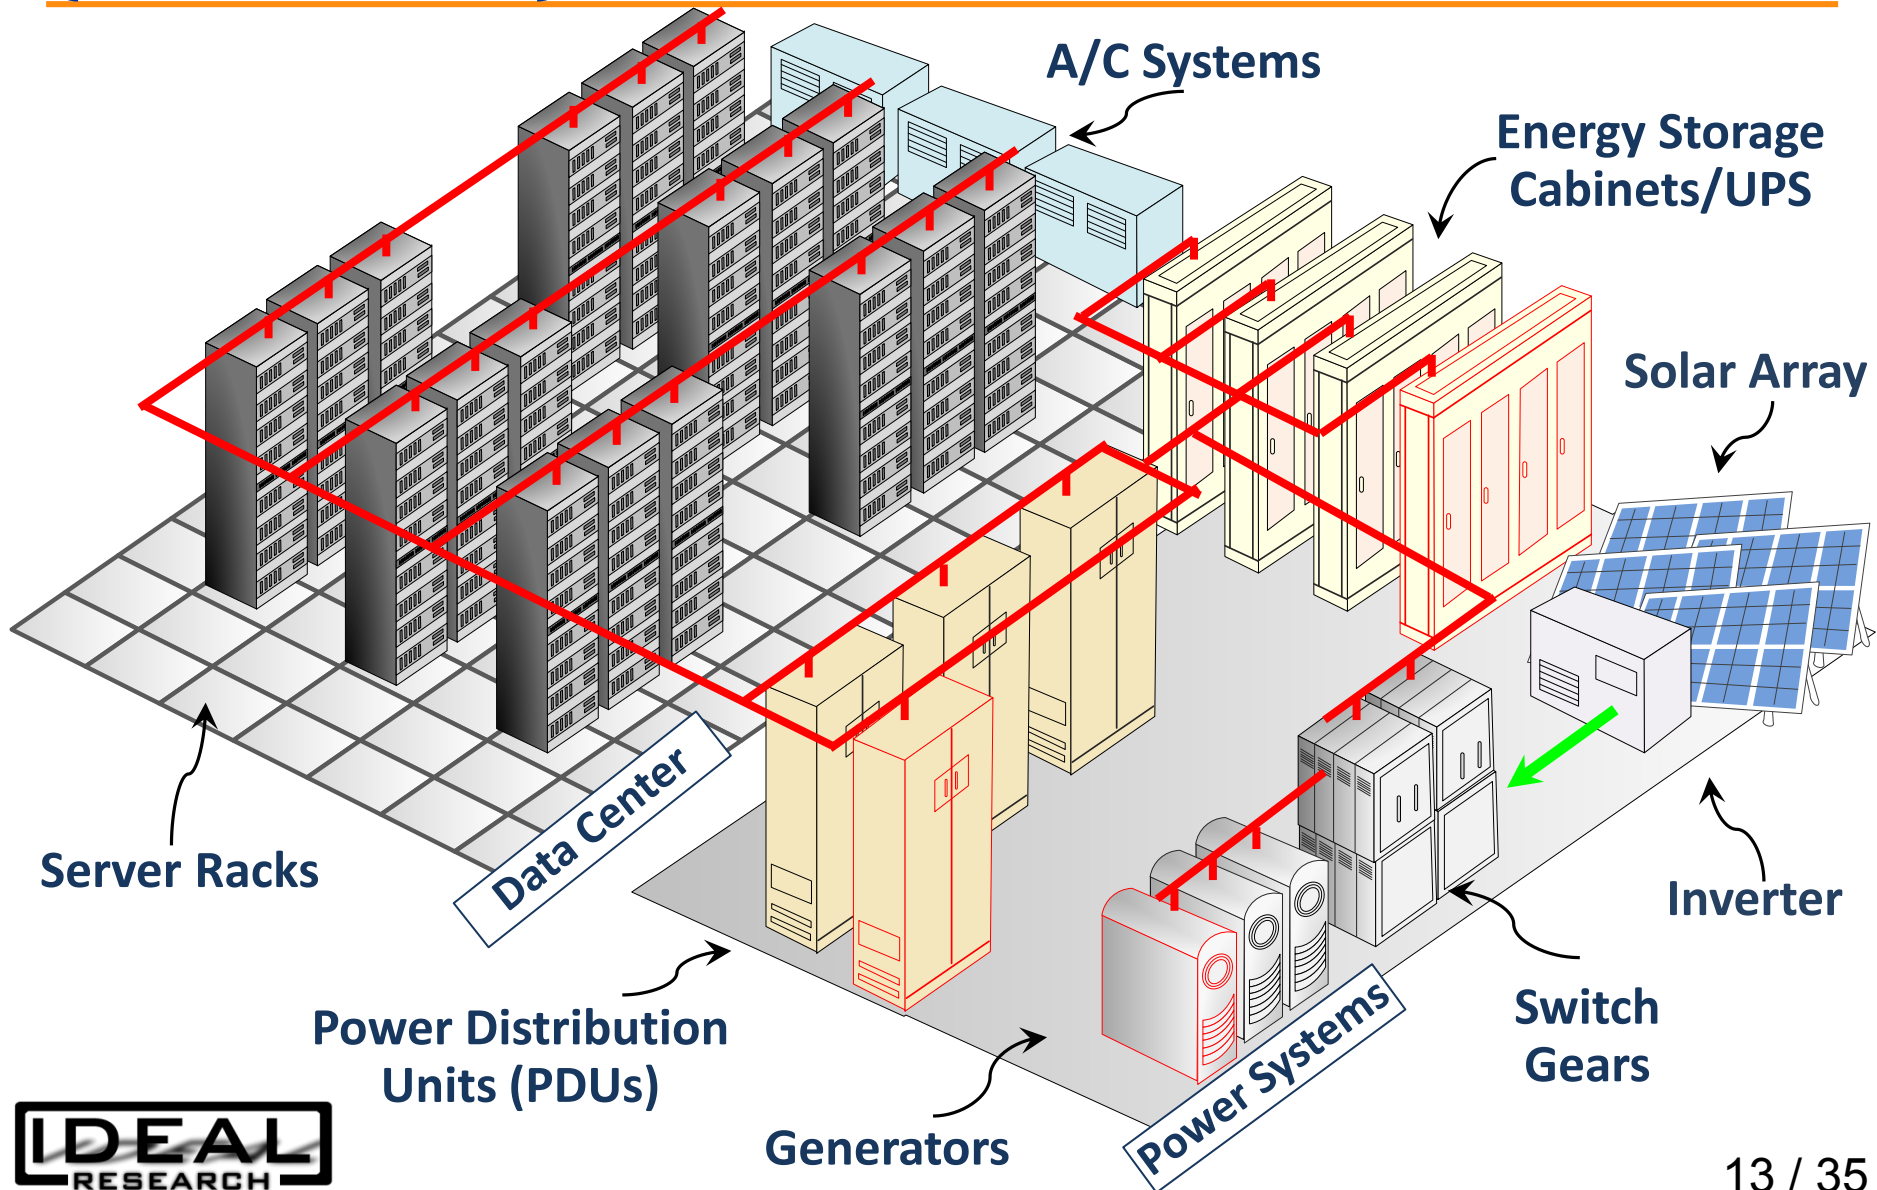 A/C Systems
Energy Storage
Cabinets/UPS
Solar Array
Server Racks
Data Center
Inverter
Power Distribution
Units (PDUs)
Switch
Gears
Power Systems
Generators
IDEAL
RESEARCH
13 / 35